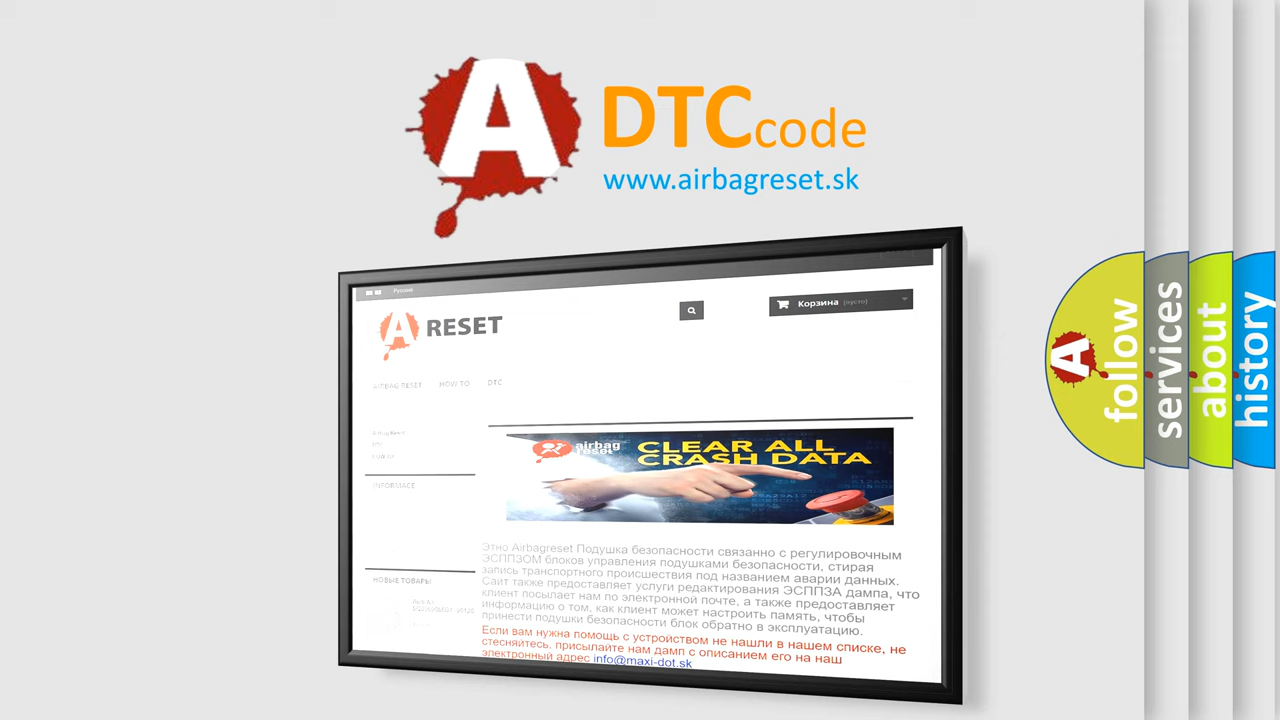 A DTCcode
www.airbagreset.sk
Русский
Корзина (пусто)
A RESET
AIRBAG RESET HOW TO DTC
Airbag Reset
DTC
INFORMACE
CLEAR ALL
CRASH DATA
airbag
reset
Этно Airbagreset Подушка безопасности связанно с регулировочным
ЭСППЗОМ блоков управления подушками безопасности, стирая
запись транспортного происшествия под названием аварии данных.
Сайт также предоставляет услуги редактирования ЭСППЗА дампа, что
клиент посылает нам по электронной почте, а также предоставляет
информацию о том, как клиент может настроить память, чтобы
принести подушки безопасности блок обратно в эксплуатацию.
Если вам нужна помощь с устройством не нашли в нашем списке, не
стесняйтесь, присылайте нам дамп с описанием его на наш
электронный адрес info@maxi-dot.sk
НОВЫЕ ТОВАРЫ
A follow
services
about
history